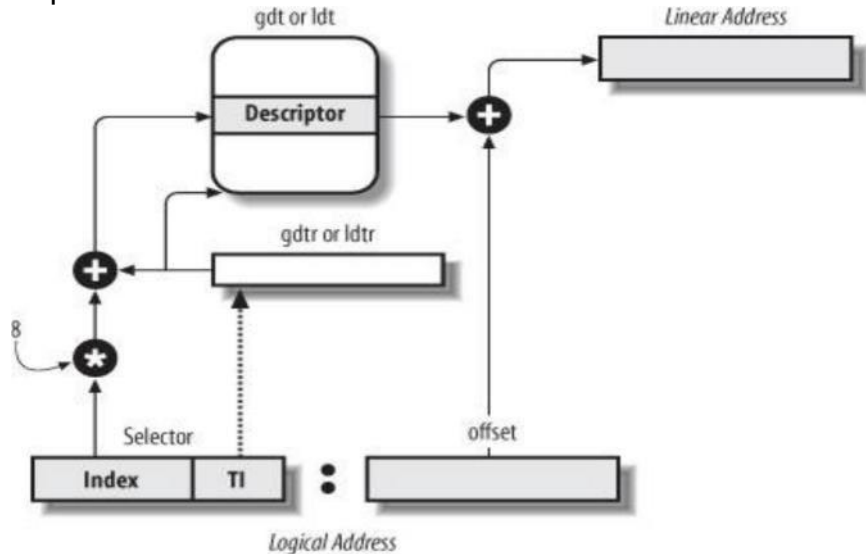 gdt or ldt
Linear Address
Descriptor
+
gdtr or ldtr
+
8
*
Selector
offset
Index
TI
:
Logical Address